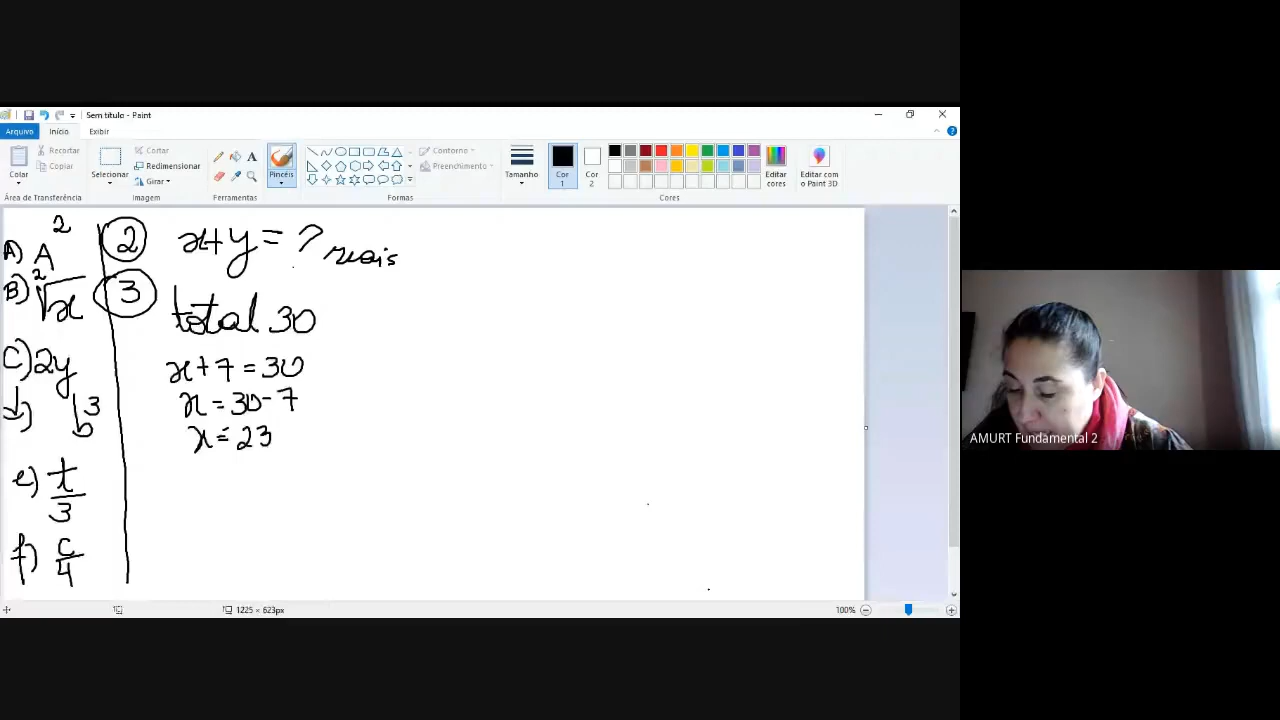 Sem título - Paint
Arquivo Início Exibir
Colar
Recortar
Copiar
Área de Transferência
Selecionar
Cortar
Redimensionar
Girar
Imagem
A
Ferramentas
Pincéis
Contorno
Preenchimento
Formas
Tamanho
Cor 1
Cor 2
Editar cores
Editar com o Paint 3D
Cores
A) A²
B) ²√x
C) 2y
d) b³
e) t/3
f) c/4
2 x+y = ? reais
3 total 30
x + 7 = 30
x = 30 - 7
x = 23
1225 × 623px
100%
AMURT Fundamental 2